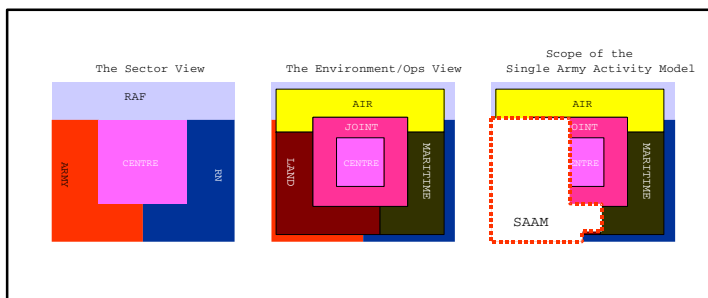 The Sector View
RAF
ARMY
CENTRE
RN
The Environment/Ops View
AIR
JOINT
LAND
CENTRE
MARITIME
Scope of the
Single Army Activity Model
AIR
OINT
ENTRE
MARITIME
SAAM